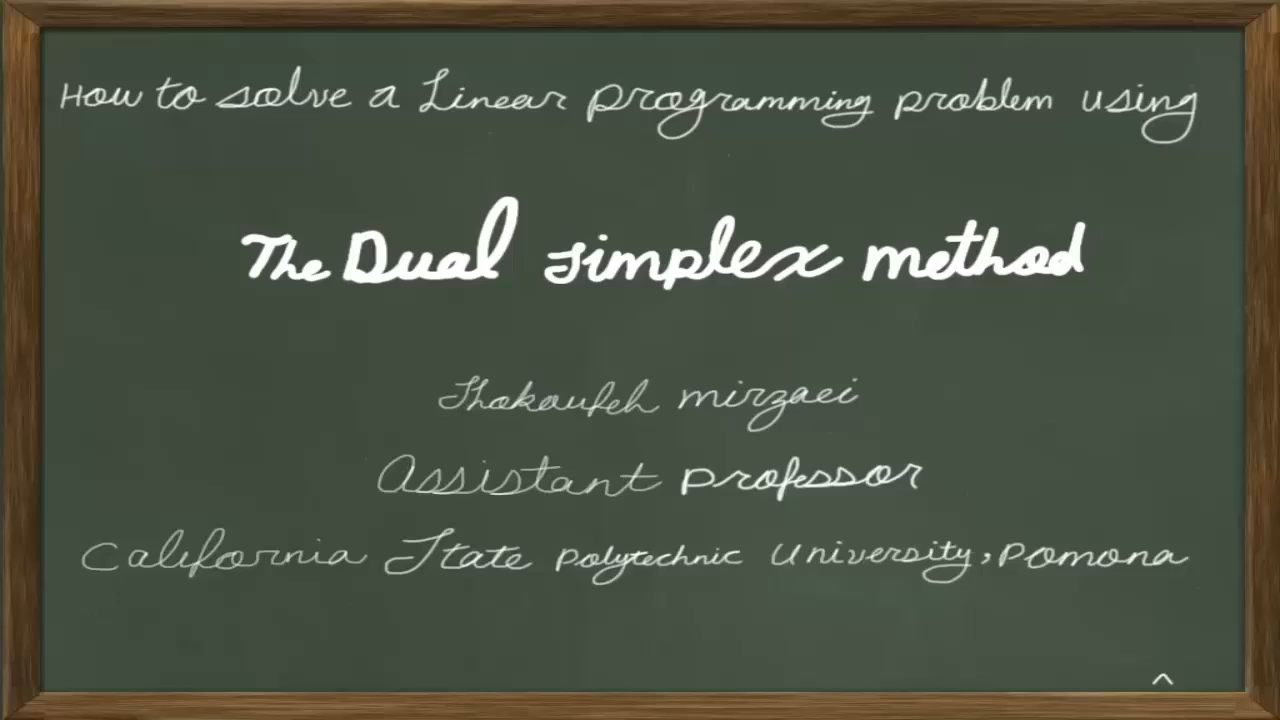 How to solve a Linear programming problem using
The Dual simplex method
Shokoufeh mirzaei
Assistant professor
California State polytechnic university, pomona